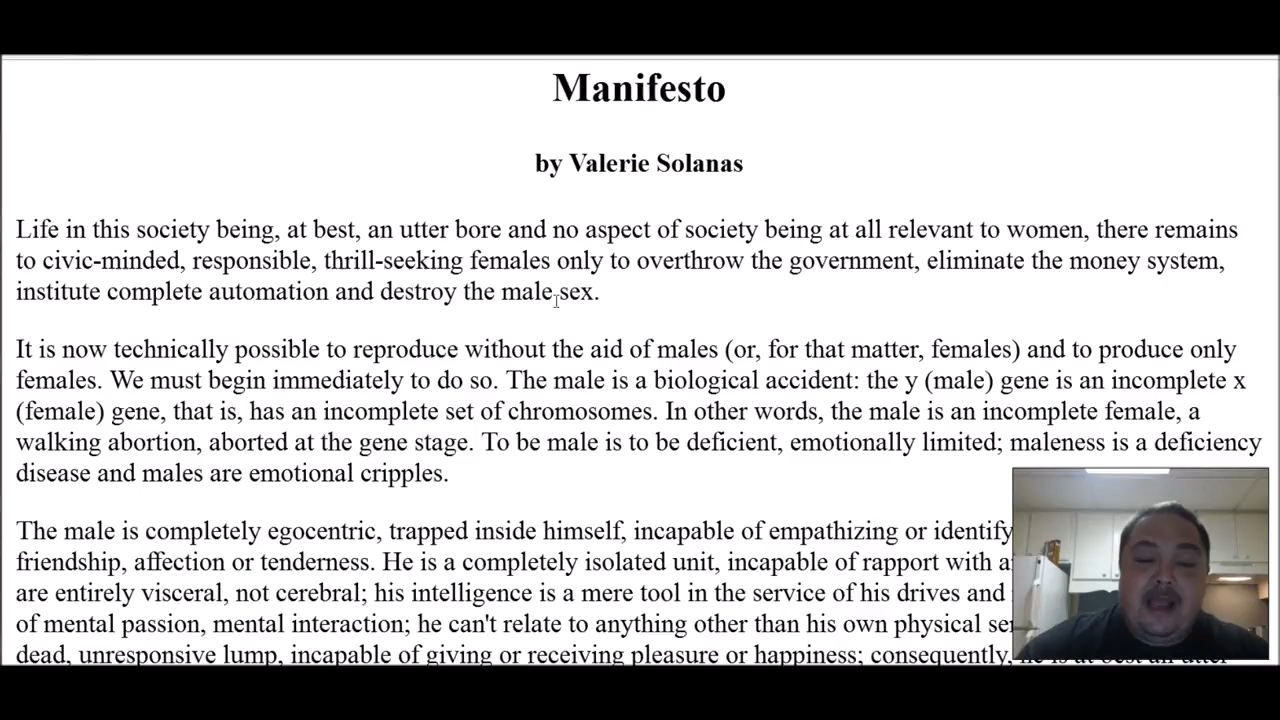 Manifesto
by Valerie Solanas
Life in this society being, at best, an utter bore and no aspect of society being at all relevant to women, there remains
to civic-minded, responsible, thrill-seeking females only to overthrow the government, eliminate the money system,
institute complete automation and destroy the male sex.
It is now technically possible to reproduce without the aid of males (or, for that matter, females) and to produce only
females. We must begin immediately to do so. The male is a biological accident: the y (male) gene is an incomplete x
(female) gene, that is, has an incomplete set of chromosomes. In other words, the male is an incomplete female, a
walking abortion, aborted at the gene stage. To be male is to be deficient, emotionally limited; maleness is a deficiency
disease and males are emotional cripples.
The male is completely egocentric, trapped inside himself, incapable of empathizing or
friendship, affection or tenderness. He is a completely isolated unit, incapable of rapport with
are entirely visceral, not cerebral; his intelligence is a mere tool in the service of his drives and
of mental passion, mental interaction; he can't relate to anything other than his own physical
dead, unresponsive lump, incapable of giving or receiving pleasure or happiness; consequently,